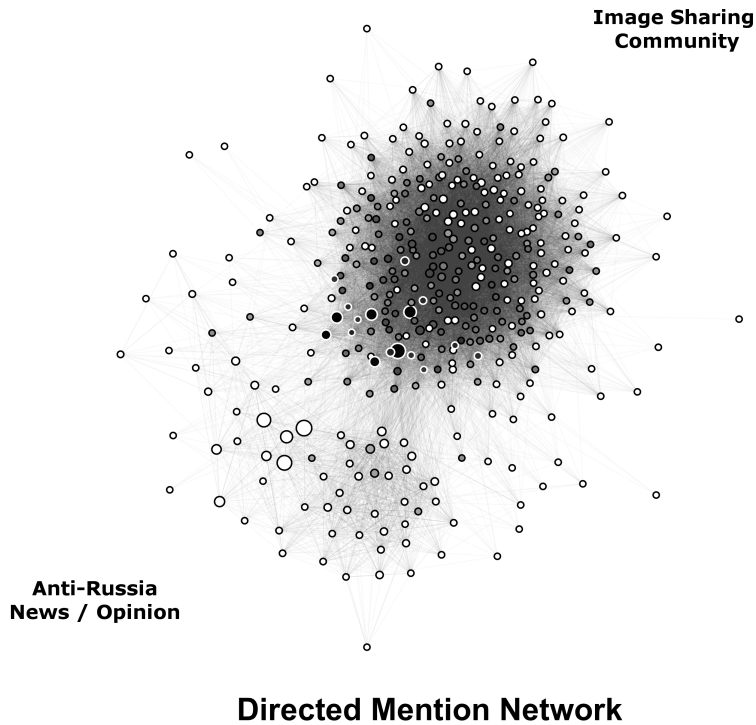 Image Sharing
Community
Anti-Russia
News / Opinion
Directed Mention Network